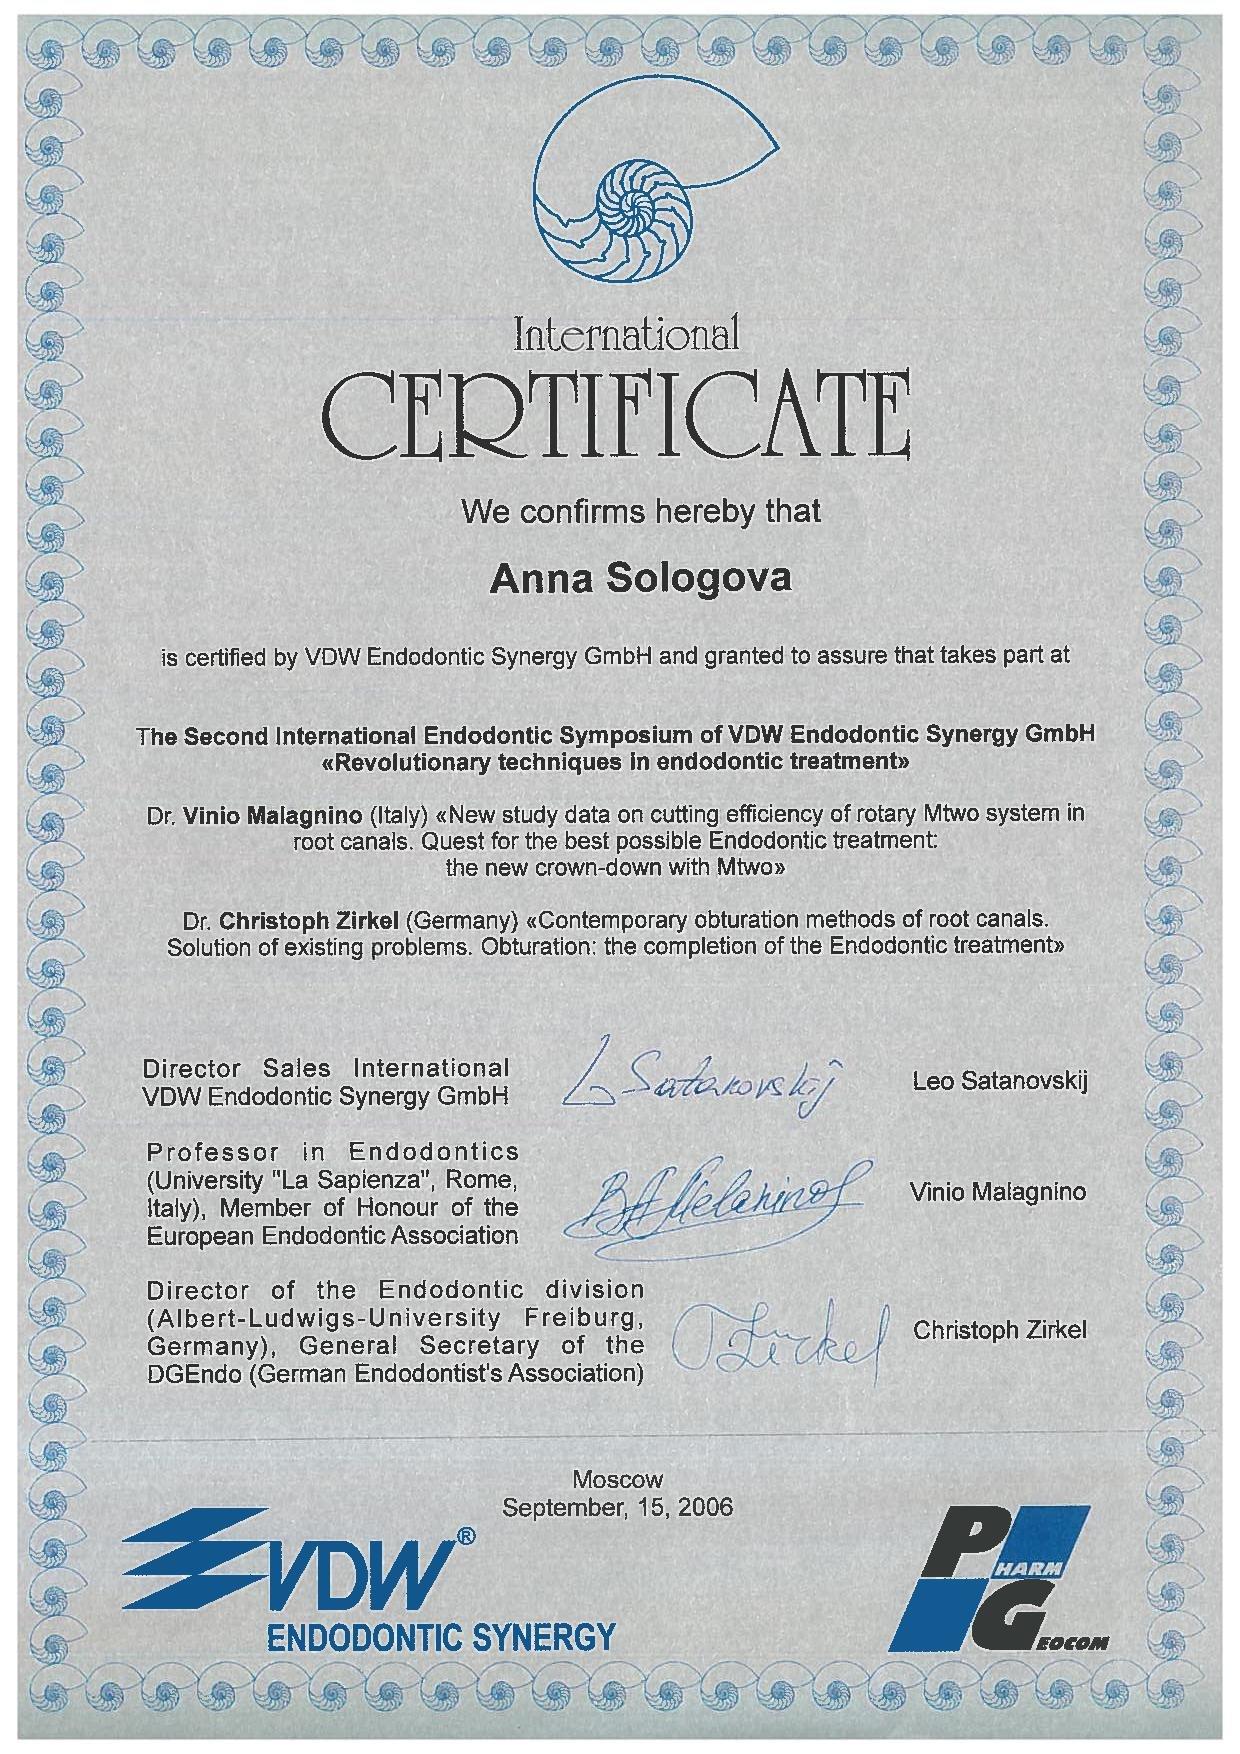 International
CERTIFICATE
We confirms hereby that
Anna Sologova
is certified by VDW Endodontic Synergy GmbH and granted to assure that takes part at
The Second International Endodontic Symposium of VDW Endodontic Synergy GmbH
«Revolutionary techniques in endodontic treatment»
Dr. Vinio Malagnino (Italy) «New study data on cutting efficiency of rotary Mtwo system in
root canals. Quest for the best possible Endodontic treatment:
the new crown-down with Mtwo»
Dr. Christoph Zirkel (Germany) «Contemporary obturation methods of root canals.
Solution of existing problems. Obturation: the completion of the Endodontic treatment»
Director Sales International
VDW Endodontic Synergy GmbH
L Satanovskij
Leo Satanovskij
Professor in Endodontics
(University "La Sapienza", Rome,
Italy), Member of Honour of the
European Endodontic Association
Vinio Malagnino
Director of the Endodontic division
(Albert-Ludwigs-University Freiburg,
Germany), General Secretary of the
DGEndo (German Endodontist's Association)
Zirkel
Christoph Zirkel
Moscow
September, 15, 2006
VDW®
ENDODONTIC SYNERGY
PHARM
GEOCOM